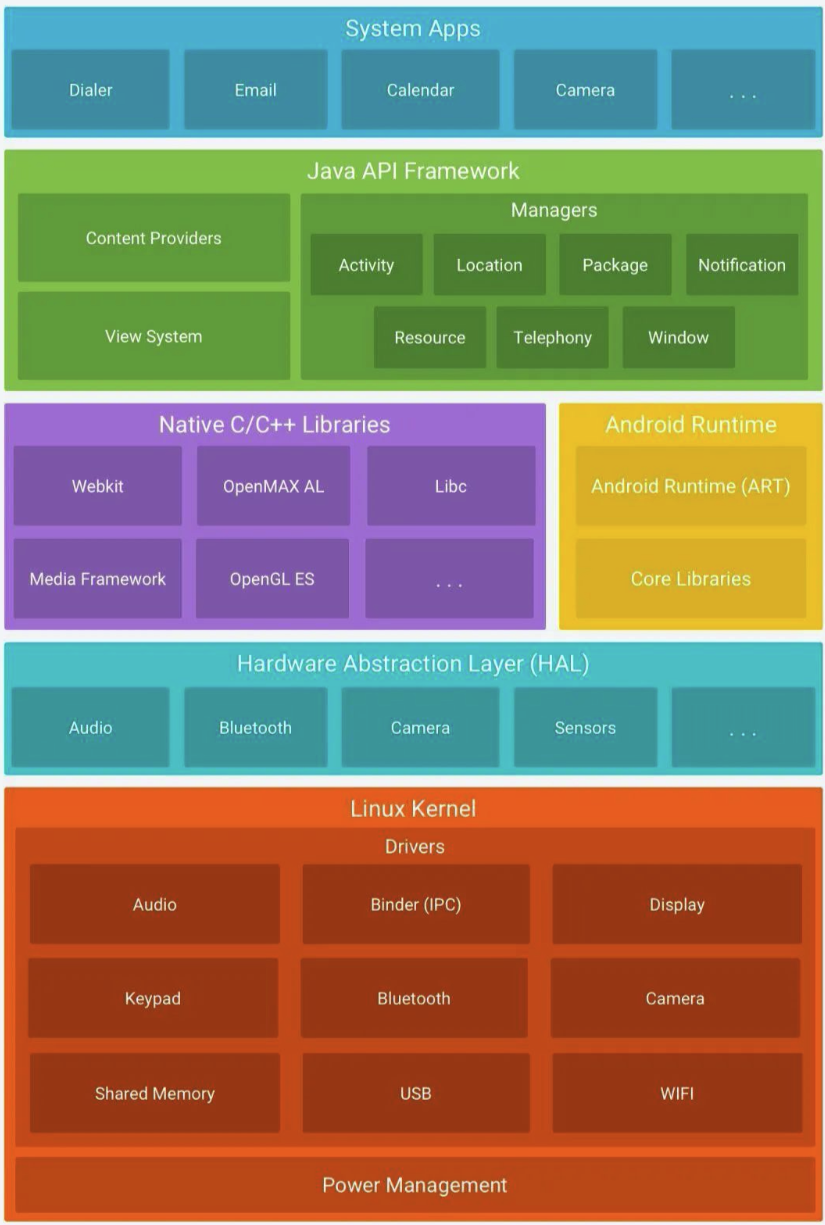 System Apps
Dialer Email Calendar Camera . . .
Java API Framework
Content Providers
View System
Managers
Activity Location Package Notification
Resource Telephony Window
Native C/C++ Libraries
Webkit OpenMAX AL Libc
Media Framework OpenGL ES . . .
Android Runtime
Android Runtime (ART)
Core Libraries
Hardware Abstraction Layer (HAL)
Audio Bluetooth Camera Sensors . . .
Linux Kernel
Drivers
Audio Binder (IPC) Display
Keypad Bluetooth Camera
Shared Memory USB WIFI
Power Management